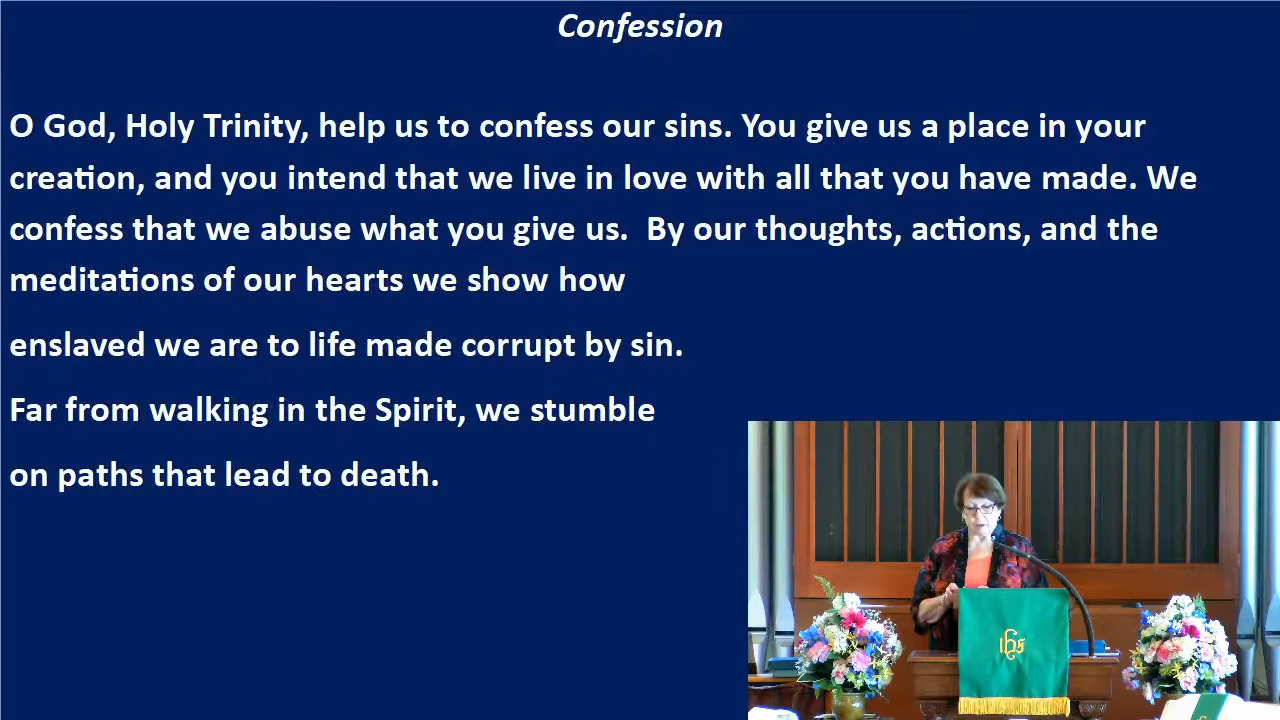 Confession
O God, Holy Trinity, help us to confess our sins. You give us a place in your
creation, and you intend that we live in love with all that you have made. We
confess that we abuse what you give us.  By our thoughts, actions, and the
meditations of our hearts we show how
enslaved we are to life made corrupt by sin.
Far from walking in the Spirit, we stumble
on paths that lead to death.
IHS